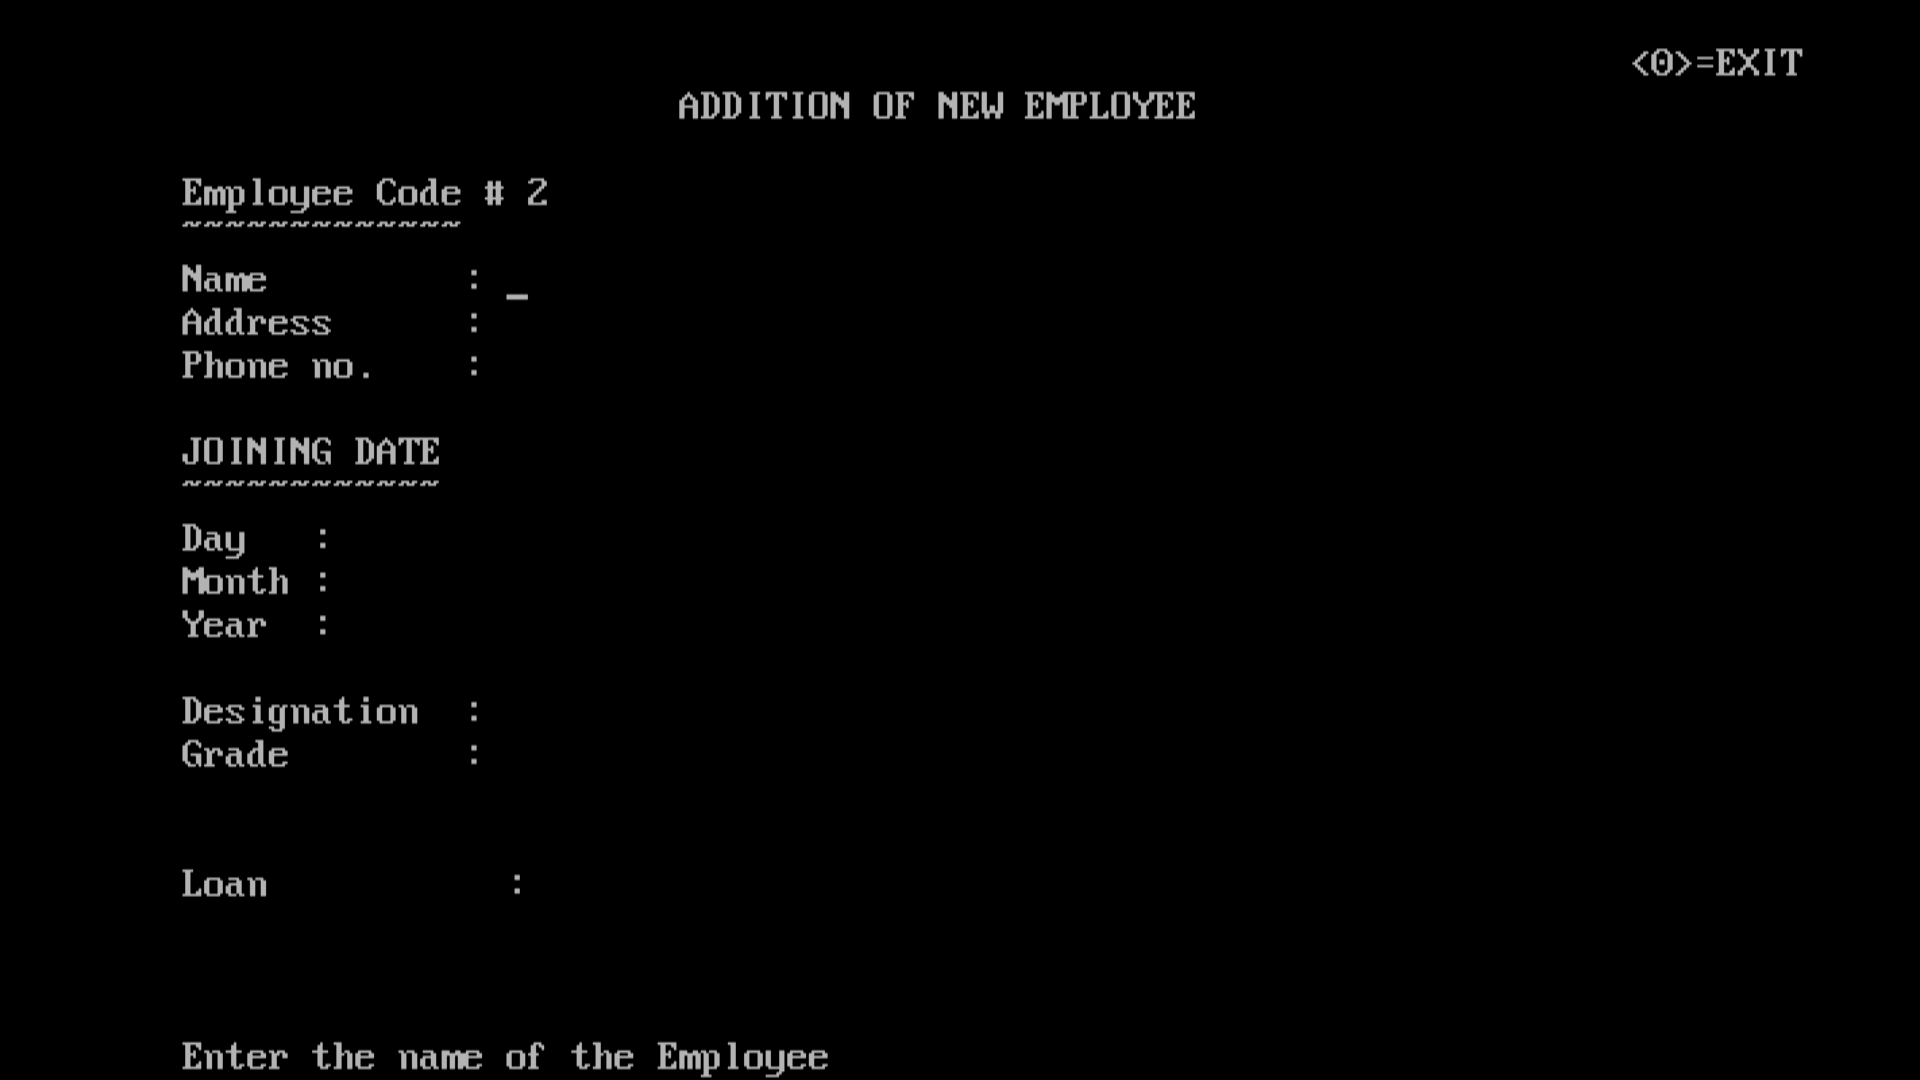 <0>=EXIT
ADDITION OF NEW EMPLOYEE
Employee Code # 2
~~~~~~~~~~~~~
Name :
Address :
Phone no. :
JOINING DATE
~~~~~~~~~~~~
Day :
Month :
Year :
Designation :
Grade :
Loan :
Enter the name of the Employee